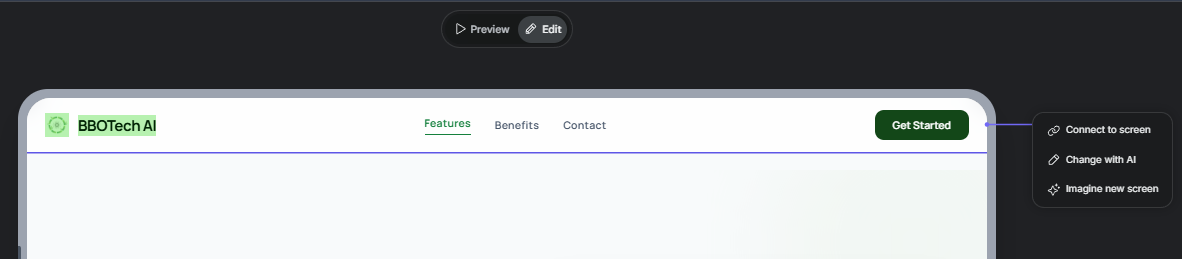 Preview Edit
BBOTech AI Features Benefits Contact Get Started
Connect to screen
Change with AI
Imagine new screen